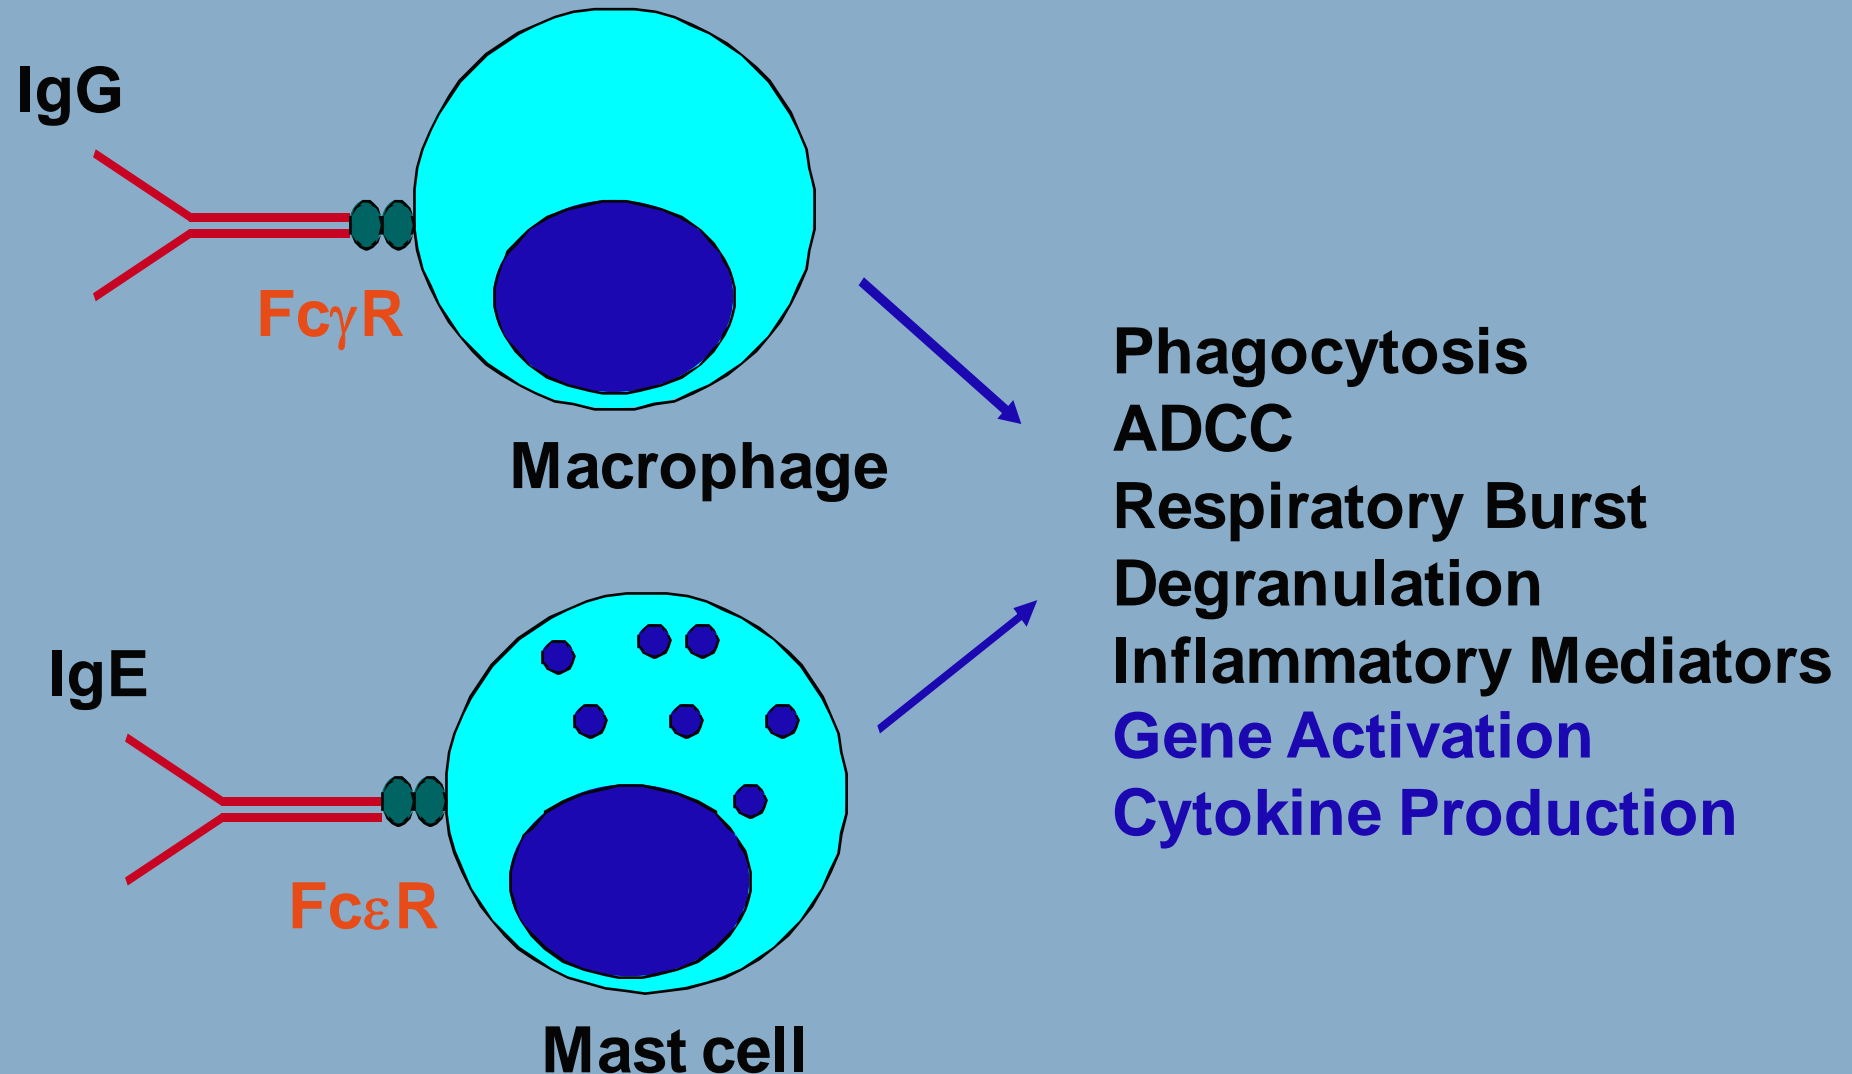 IgG
FcγR
Macrophage
IgE
FcεR
Mast cell
Phagocytosis
ADCC
Respiratory Burst
Degranulation
Inflammatory Mediators
Gene Activation
Cytokine Production